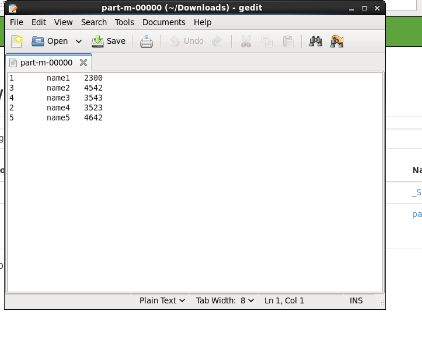 part-m-00000 (~/Downloads) - gedit
File Edit View Search Tools Documents Help
Open Save Undo
part-m-00000
1 name1 2300
3 name2 4542
4 name3 3543
2 name4 3523
5 name5 4642
Plain Text Tab Width: 8 Ln 1, Col 1 INS
Na
_S
pa